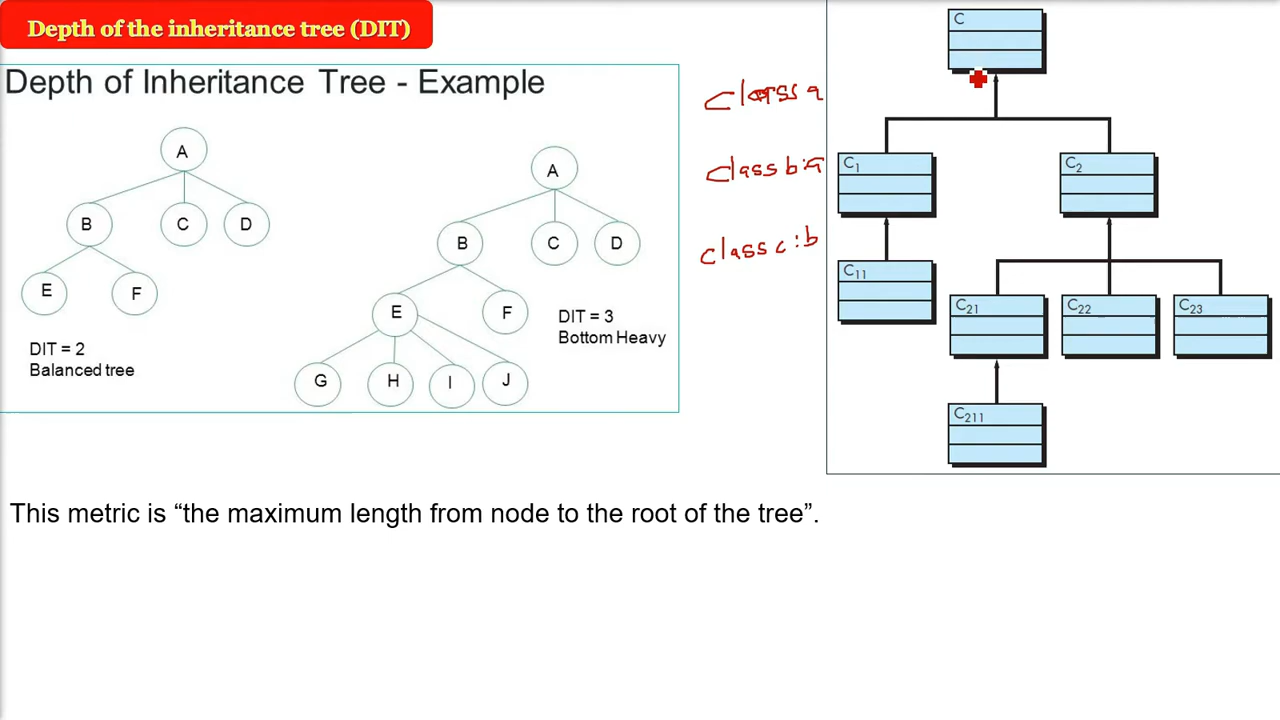 Depth of the inheritance tree (DIT)
Depth of Inheritance Tree - Example
A
B
C
D
E
F
DIT = 2
Balanced tree
A
B
C
D
E
F
G
H
I
J
DIT = 3
Bottom Heavy
class a
class b:a
class c:b
C
C1
C2
C11
C21
C22
C23
C211
This metric is “the maximum length from node to the root of the tree”.